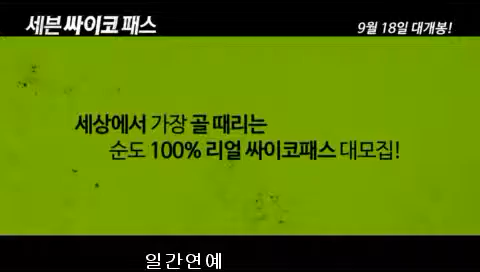 세븐 싸이코 패스
9월 18일 대개봉!
세상에서 가장 골 때리는
순도 100% 리얼 싸이코패스 대모집!
일간연예